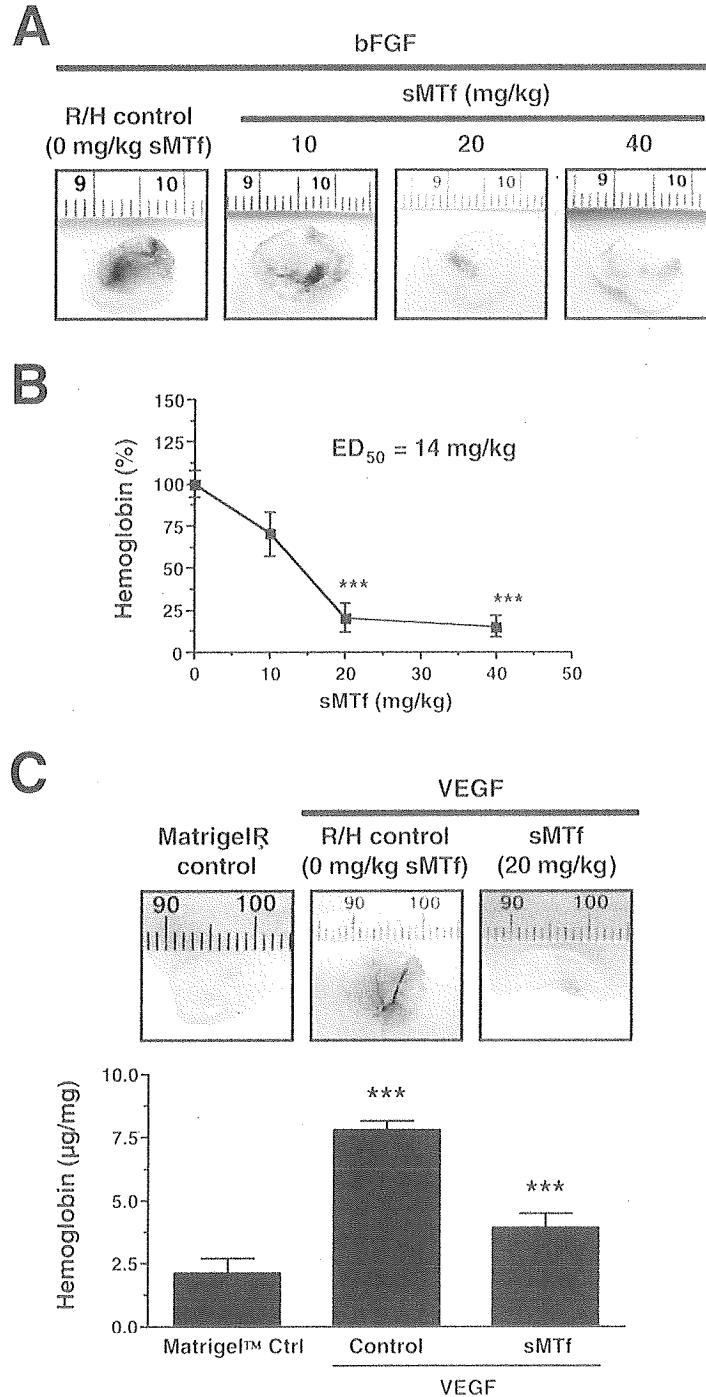 A
bFGF
R/H control
(0 mg/kg sMTf)
sMTf (mg/kg)
10
20
40
9 10
9 10
9 10
9 10
B
150
125
100
75
50
25
0
Hemoglobin (%)
ED50 = 14 mg/kg
***
***
0 10 20 30 40 50
sMTf (mg/kg)
C
VEGF
MatrigelŖ
control
R/H control
(0 mg/kg sMTf)
sMTf
(20 mg/kg)
90 100
90 100
90 100
10.0
7.5
5.0
2.5
0.0
Hemoglobin (µg/mg)
***
***
Matrigel™ Ctrl
Control
sMTf
VEGF